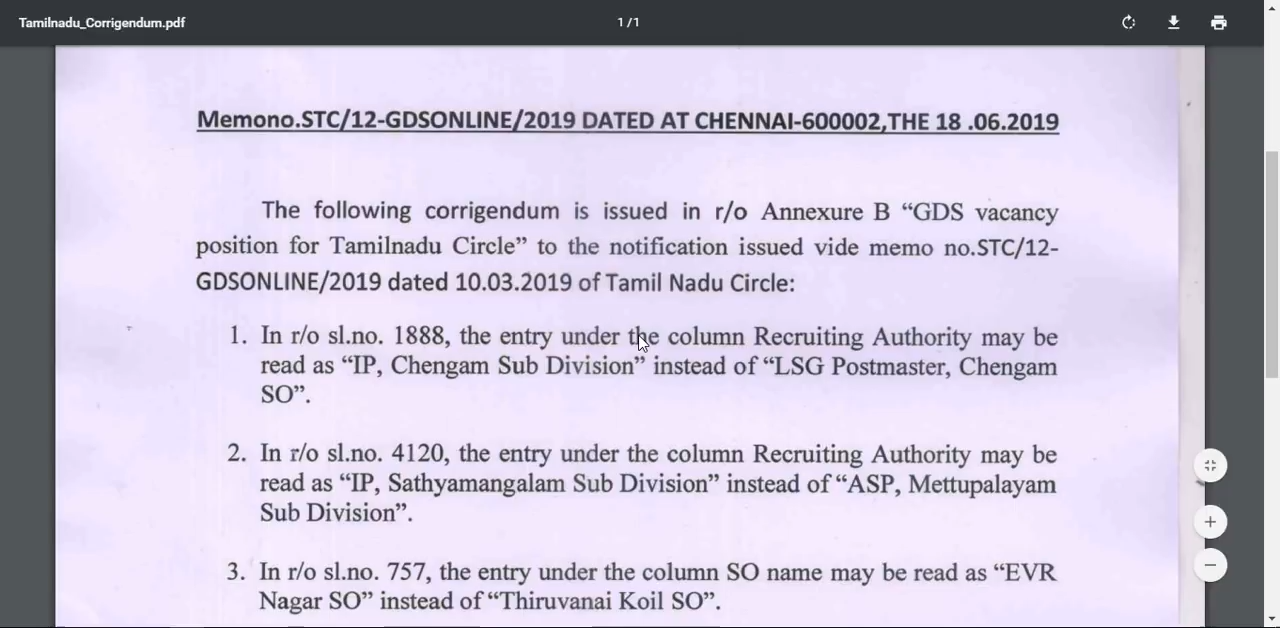 Tamilnadu_Corrigendum.pdf
1 / 1
Memono.STC/12-GDSONLINE/2019 DATED AT CHENNAI-600002,THE 18 .06.2019
The following corrigendum is issued in r/o Annexure B “GDS vacancy
position for Tamilnadu Circle” to the notification issued vide memo no.STC/12-
GDSONLINE/2019 dated 10.03.2019 of Tamil Nadu Circle:
1. In r/o sl.no. 1888, the entry under the column Recruiting Authority may be
read as “IP, Chengam Sub Division” instead of “LSG Postmaster, Chengam
SO”.
2. In r/o sl.no. 4120, the entry under the column Recruiting Authority may be
read as “IP, Sathyamangalam Sub Division” instead of “ASP, Mettupalayam
Sub Division”.
3. In r/o sl.no. 757, the entry under the column SO name may be read as “EVR
Nagar SO” instead of “Thiruvanai Koil SO”.